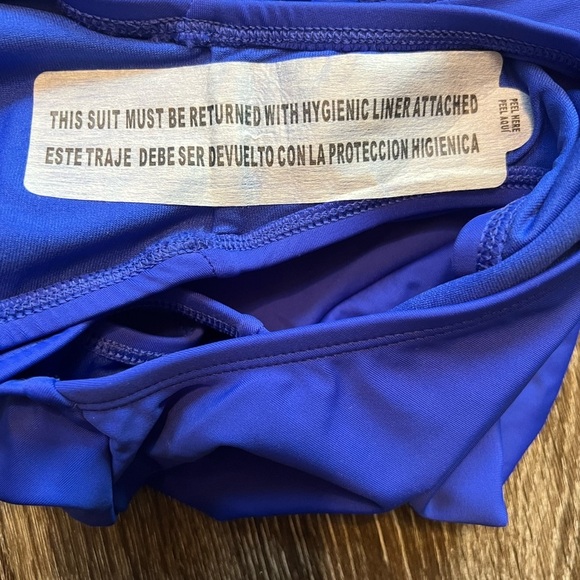 THIS SUIT MUST BE RETURNED WITH HYGIENIC LINER ATTACHED
ESTE TRAJE DEBE SER DEVUELTO CON LA PROTECCION HIGIENICA
PEEL HERE
PEEL AQUÍ